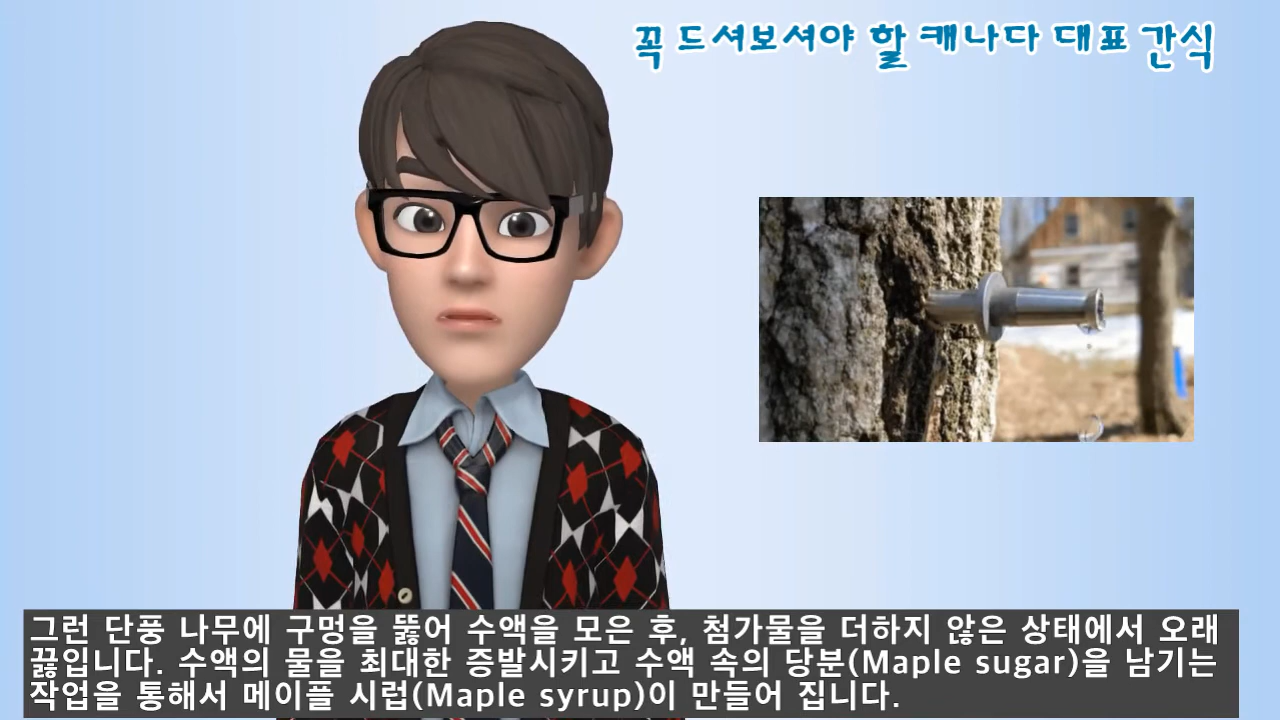 꼭 드셔보셔야 할 캐나다 대표 간식
그런 단풍 나무에 구멍을 뚫어 수액을 모은 후, 첨가물을 더하지 않은 상태에서 오래
끓입니다. 수액의 물을 최대한 증발시키고 수액 속의 당분(Maple sugar)을 남기는
작업을 통해서 메이플 시럽(Maple syrup)이 만들어 집니다.